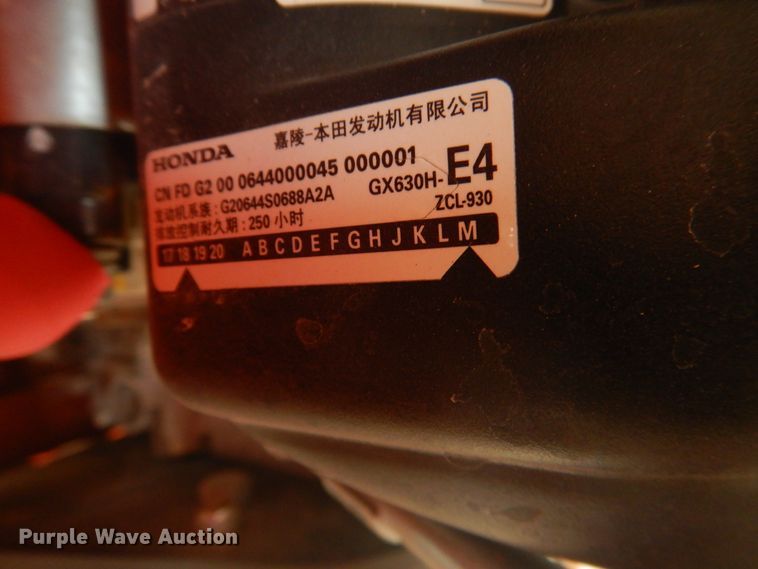 HONDA 嘉陵-本田发动机有限公司
CN FD G2 00 0644000045 000001
发动机系族: G20644S0688A2A GX630H-E4
排放控制耐久期: 250 小时 ZCL-930
17 18 19 20 A B C D E F G H J K L M
Purple Wave Auction